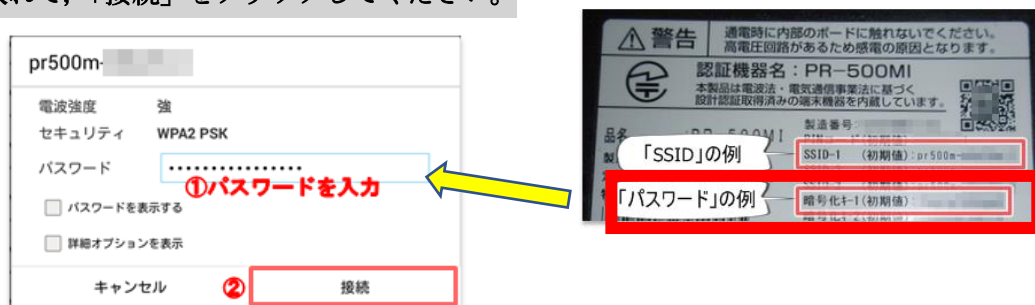 て,「接続」をクリックしてください。
pr500m-
電波強度 強
セキュリティ WPA2 PSK
パスワード ••••••••••••••••
①パスワードを入力
パスワードを表示する
詳細オプションを表示
キャンセル ② 接続
警告 通電時に内部のボードに触れないでください。
高電圧回路があるため感電の原因となります。
認証機器名:PR-500MI
本製品は電波法・電気通信事業法に基づく
設計認証取得済みの端末機器を内蔵しています。
製造番号:
品名 :PR-500MI
「SSID」の例
SSID-1 (初期値):pr500m-
「パスワード」の例
暗号化キー1(初期値):